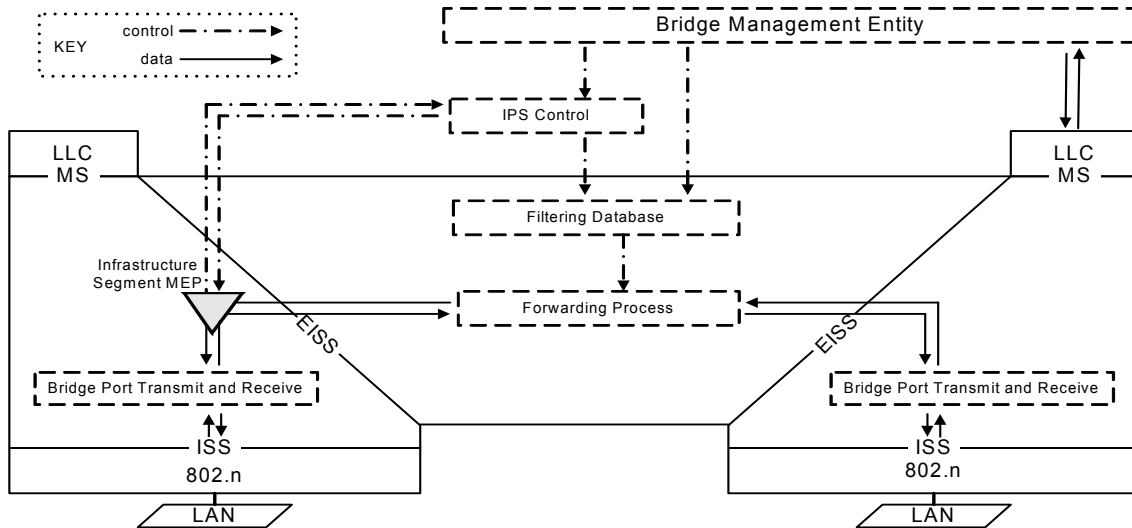 Bridge Management Entity
control
KEY
data
IPS Control
LLC
MS
LLC
MS
Filtering Database
Infrastructure
Segment MEP
Forwarding Process
EISS
EISS
Bridge Port Transmit and Receive
Bridge Port Transmit and Receive
ISS
ISS
802.n
802.n
LAN
LAN